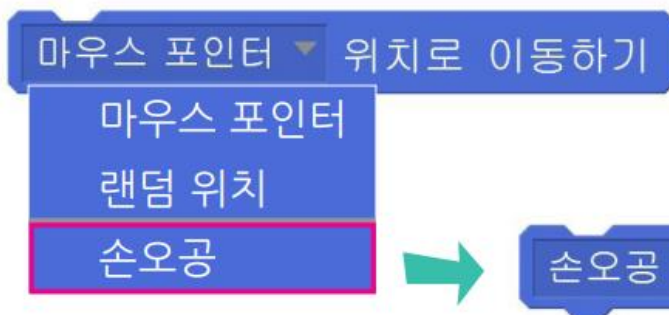 마우스 포인터 위치로 이동하기
마우스 포인터
랜덤 위치
손오공
손오공